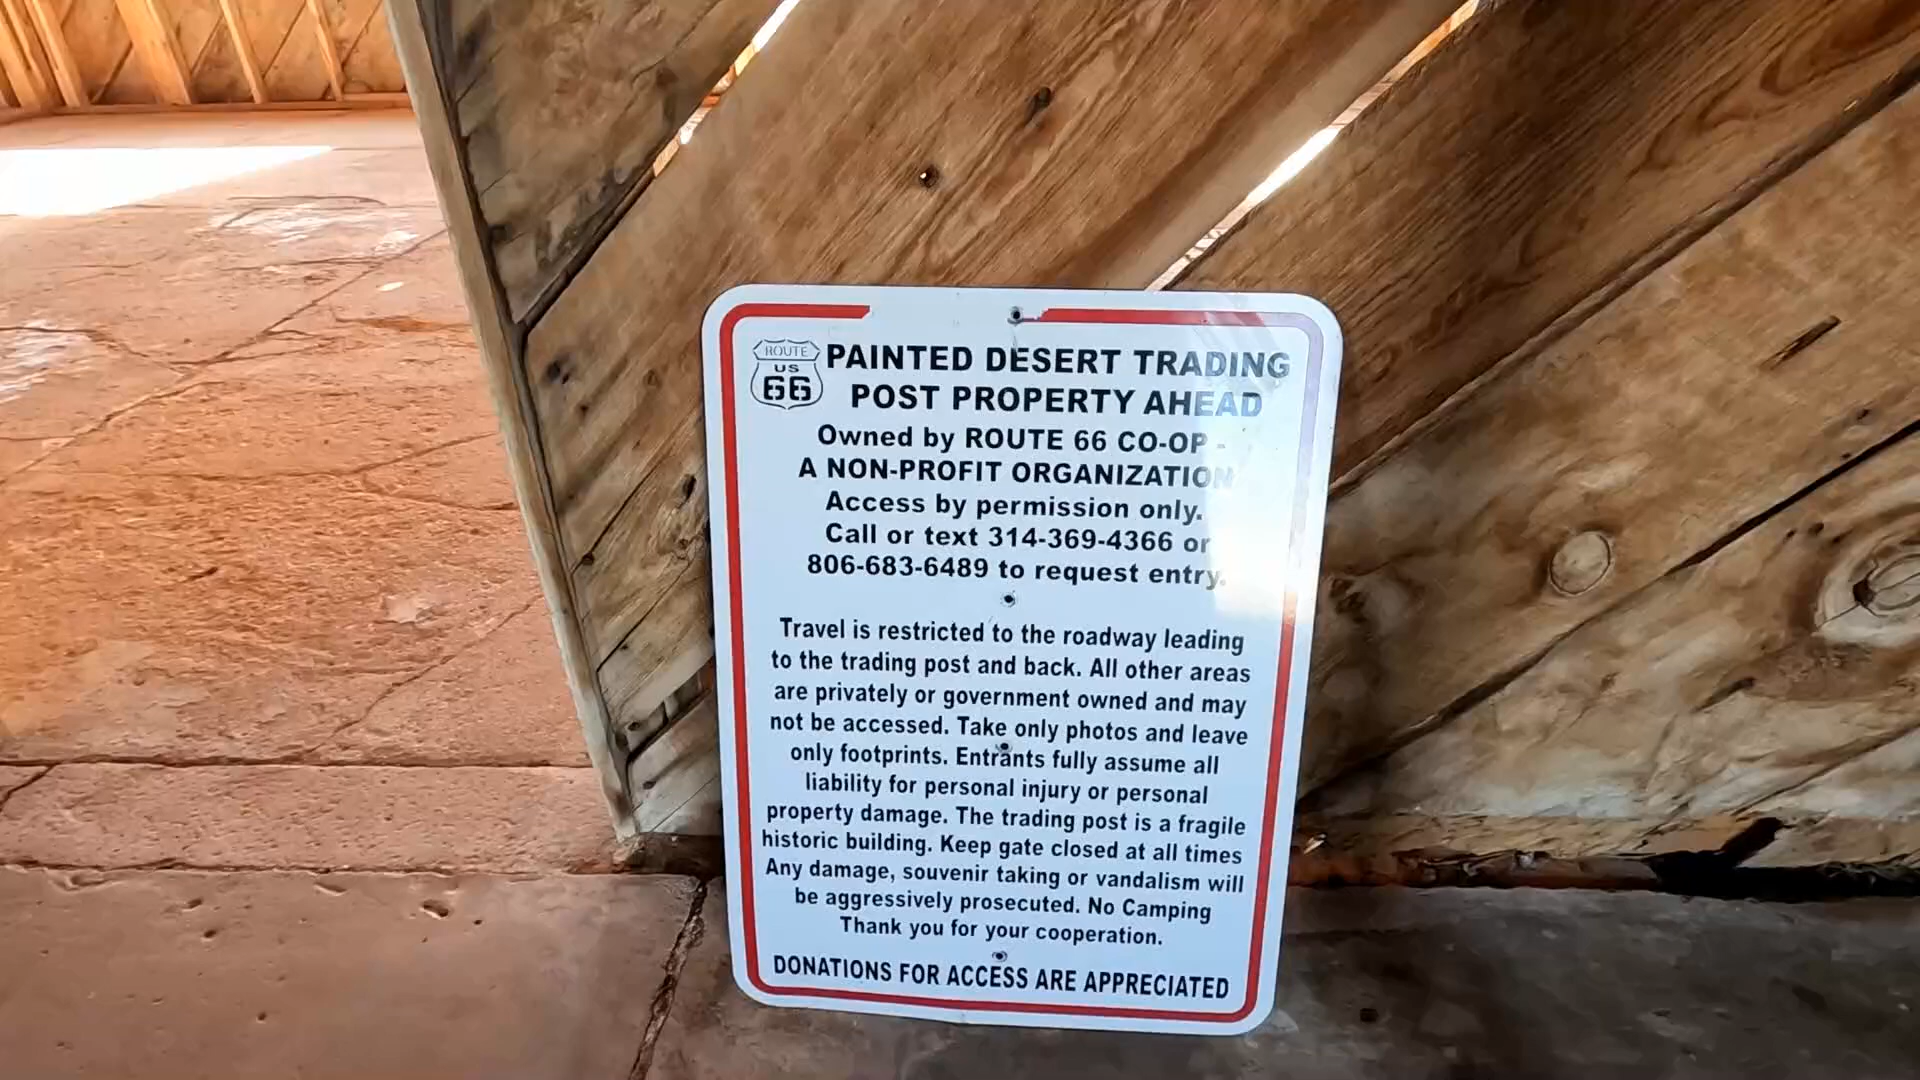 ROUTE
US
66
PAINTED DESERT TRADING
POST PROPERTY AHEAD
Owned by ROUTE 66 CO-OP -
A NON-PROFIT ORGANIZATION
Access by permission only.
Call or text 314-369-4366 or
806-683-6489 to request entry.
Travel is restricted to the roadway leading
to the trading post and back. All other areas
are privately or government owned and may
not be accessed. Take only photos and leave
only footprints. Entrants fully assume all
liability for personal injury or personal
property damage. The trading post is a fragile
historic building. Keep gate closed at all times
Any damage, souvenir taking or vandalism will
be aggressively prosecuted. No Camping
Thank you for your cooperation.
DONATIONS FOR ACCESS ARE APPRECIATED